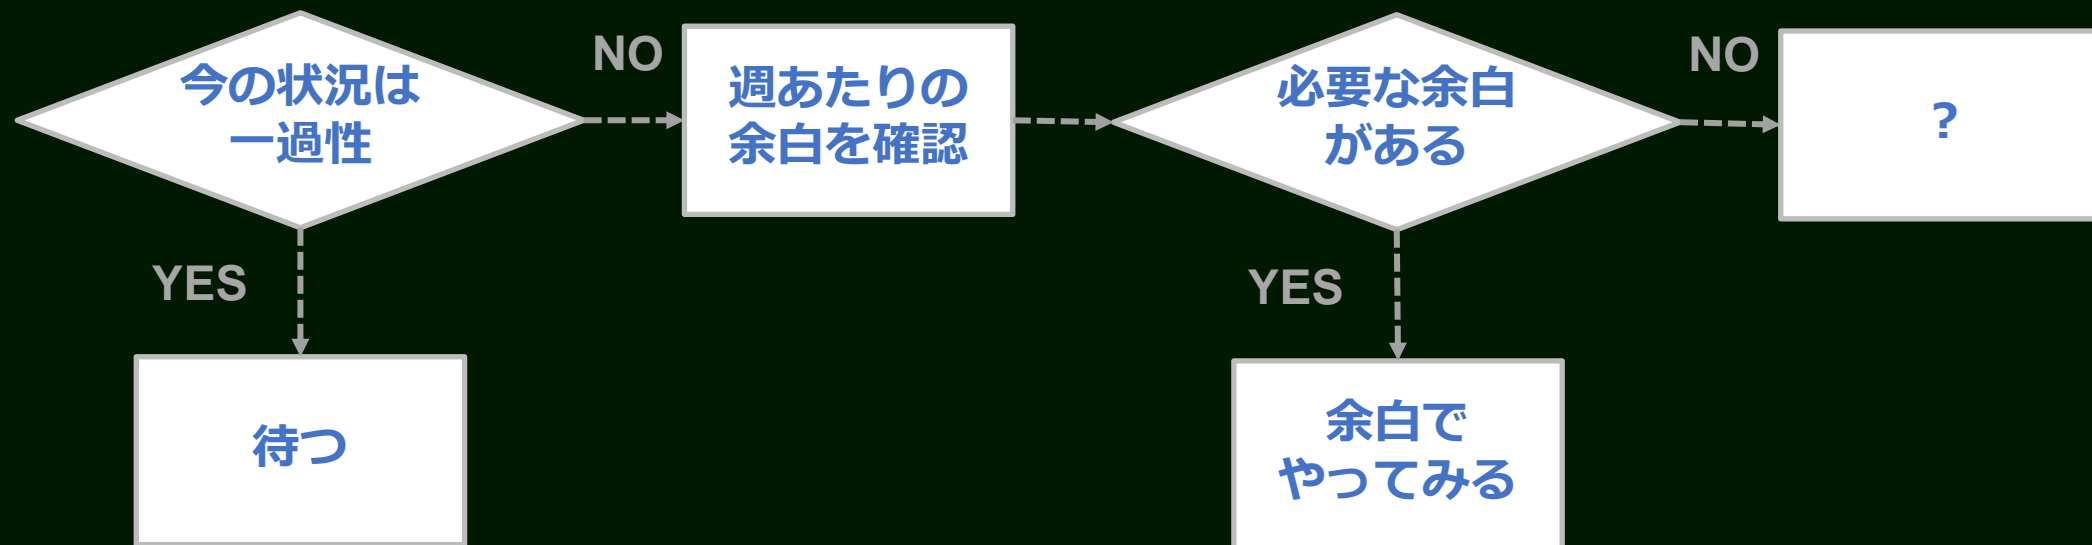 今の状況は
一過性
NO
週あたりの
余白を確認
必要な余白
がある
NO
?
YES
待つ
YES
余白で
やってみる